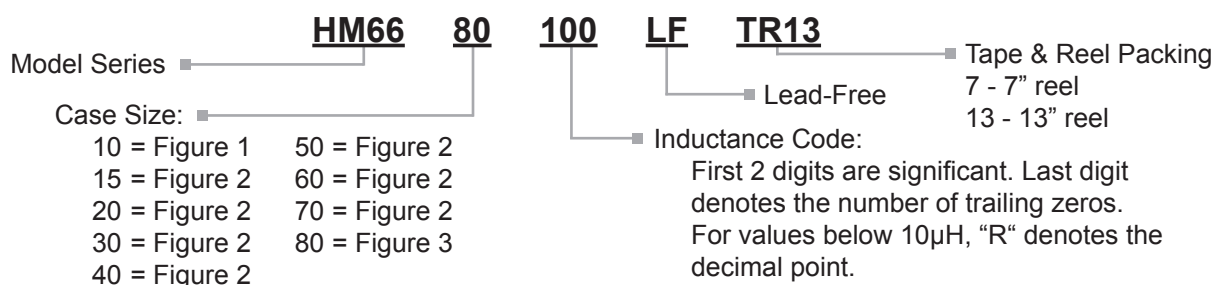 HM66 80 100 LF TR13
Model Series
Tape & Reel Packing
7 - 7” reel
13 - 13” reel
Lead-Free
Case Size:
10 = Figure 1 50 = Figure 2
15 = Figure 2 60 = Figure 2
20 = Figure 2 70 = Figure 2
30 = Figure 2 80 = Figure 3
40 = Figure 2
Inductance Code:
First 2 digits are significant. Last digit
denotes the number of trailing zeros.
For values below 10µH, “R“ denotes the
decimal point.